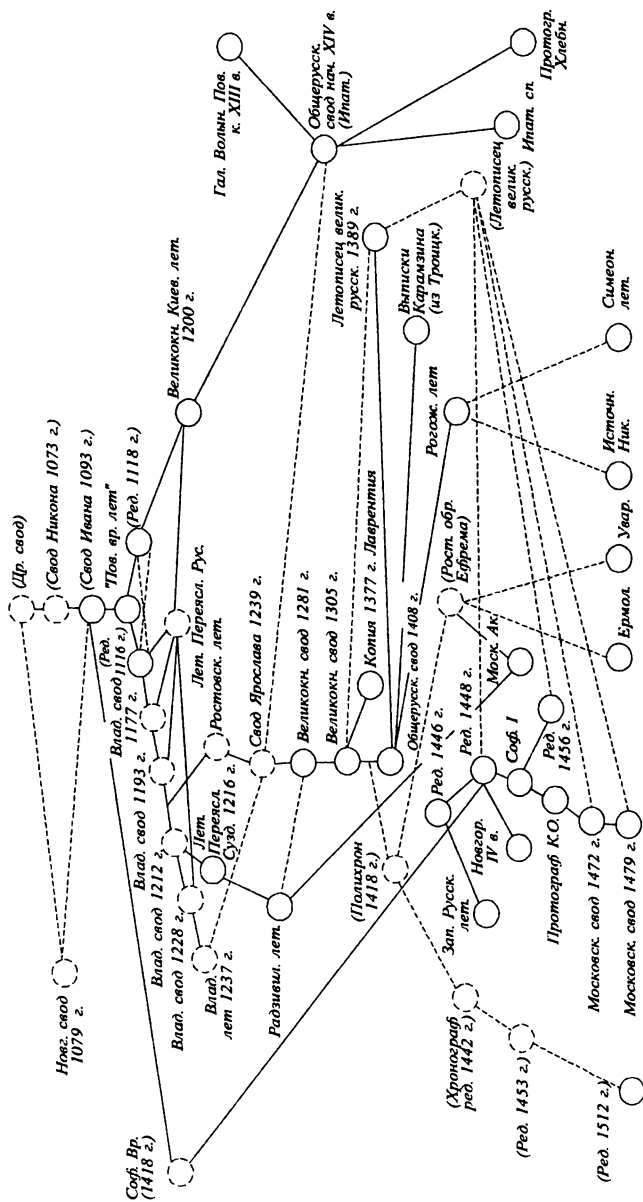 (Др. свод)
(Свод Никона 1073 г.)
(Свод Ивана 1093 г.)
"Пов. вр. лет"
(Ред. 1118 г.)
(Ред.
1116 г.)
Новг. свод
1079 г.
Соф. Вр.
(1418 г.)
Влад. свод
1177 г.
Влад. свод 1193 г.
Влад. свод 1212 г.
Влад. свод 1228 г.
Влад.
лет 1237 г.
Лет. Переясл. Рус.
Ростовск. лет.
Лет.
Переясл.
Сузд. 1216 г.
Радзивил. лет.
Великокн. Киев. лет.
1200 г.
Гал. Волын. Пов.
к. XIII в.
Общерусск.
свод нач. XIV в.
(Ипат.)
Ипат. сп.
Протогр.
Хлебн.
Свод Ярослава 1239 г.
Великокн. свод 1281 г.
Великокн. свод 1305 г.
Копия 1377 г. Лаврентия
Общерусск. свод 1408 г.
Летописец велик.
русск. 1389 г.
(Летописец
велик.
русск.)
Выписки
Карамзина
(из Троицк.)
Рогож. лет
Симеон.
лет.
Источн.
Ник.
(Полихрон
1418 г.)
(Рост. обр.
Ефрема)
Моск. Ак.
Ермол.
Увар.
Ред. 1446 г.
Ред. 1448 г.
Зап. Русск.
лет.
Новгор.
IV в.
Соф. I
Ред.
1456 г.
Протограф К.О.
Московск. свод 1472 г.
Московск. свод 1479 г.
(Хронограф
ред. 1442 г.)
(Ред. 1453 г.)
(Ред. 1512 г.)